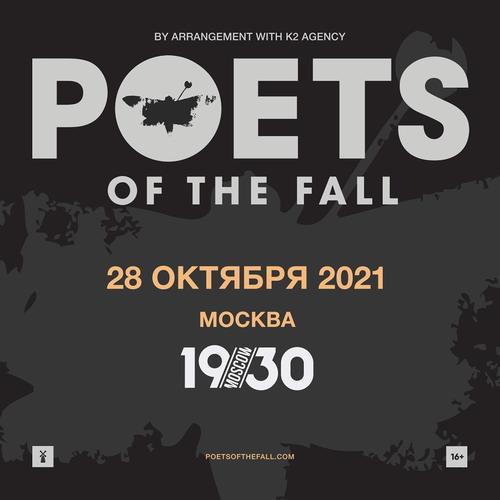 BY ARRANGEMENT WITH K2 AGENCY
POETS
OF THE FALL
28 ОКТЯБРЯ 2021
МОСКВА
19//MOSCOW//30
POETSOFTHEFALL.COM
16+